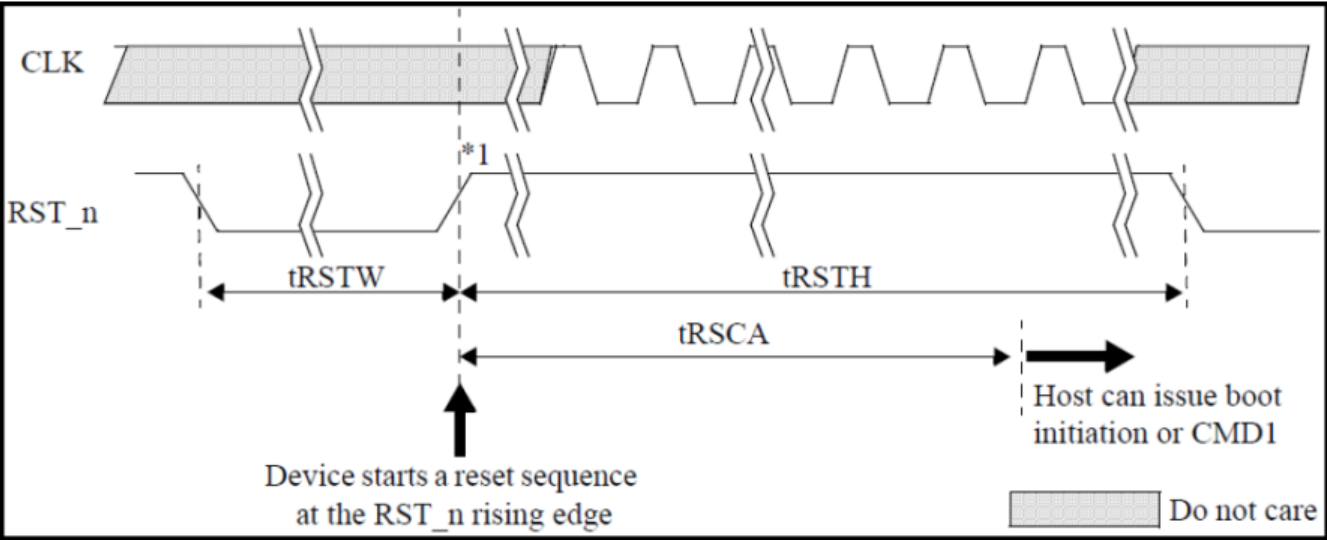 CLK
*1
RST_n
tRSTW
tRSTH
tRSCA
Host can issue boot
initiation or CMD1
Device starts a reset sequence
at the RST_n rising edge
Do not care